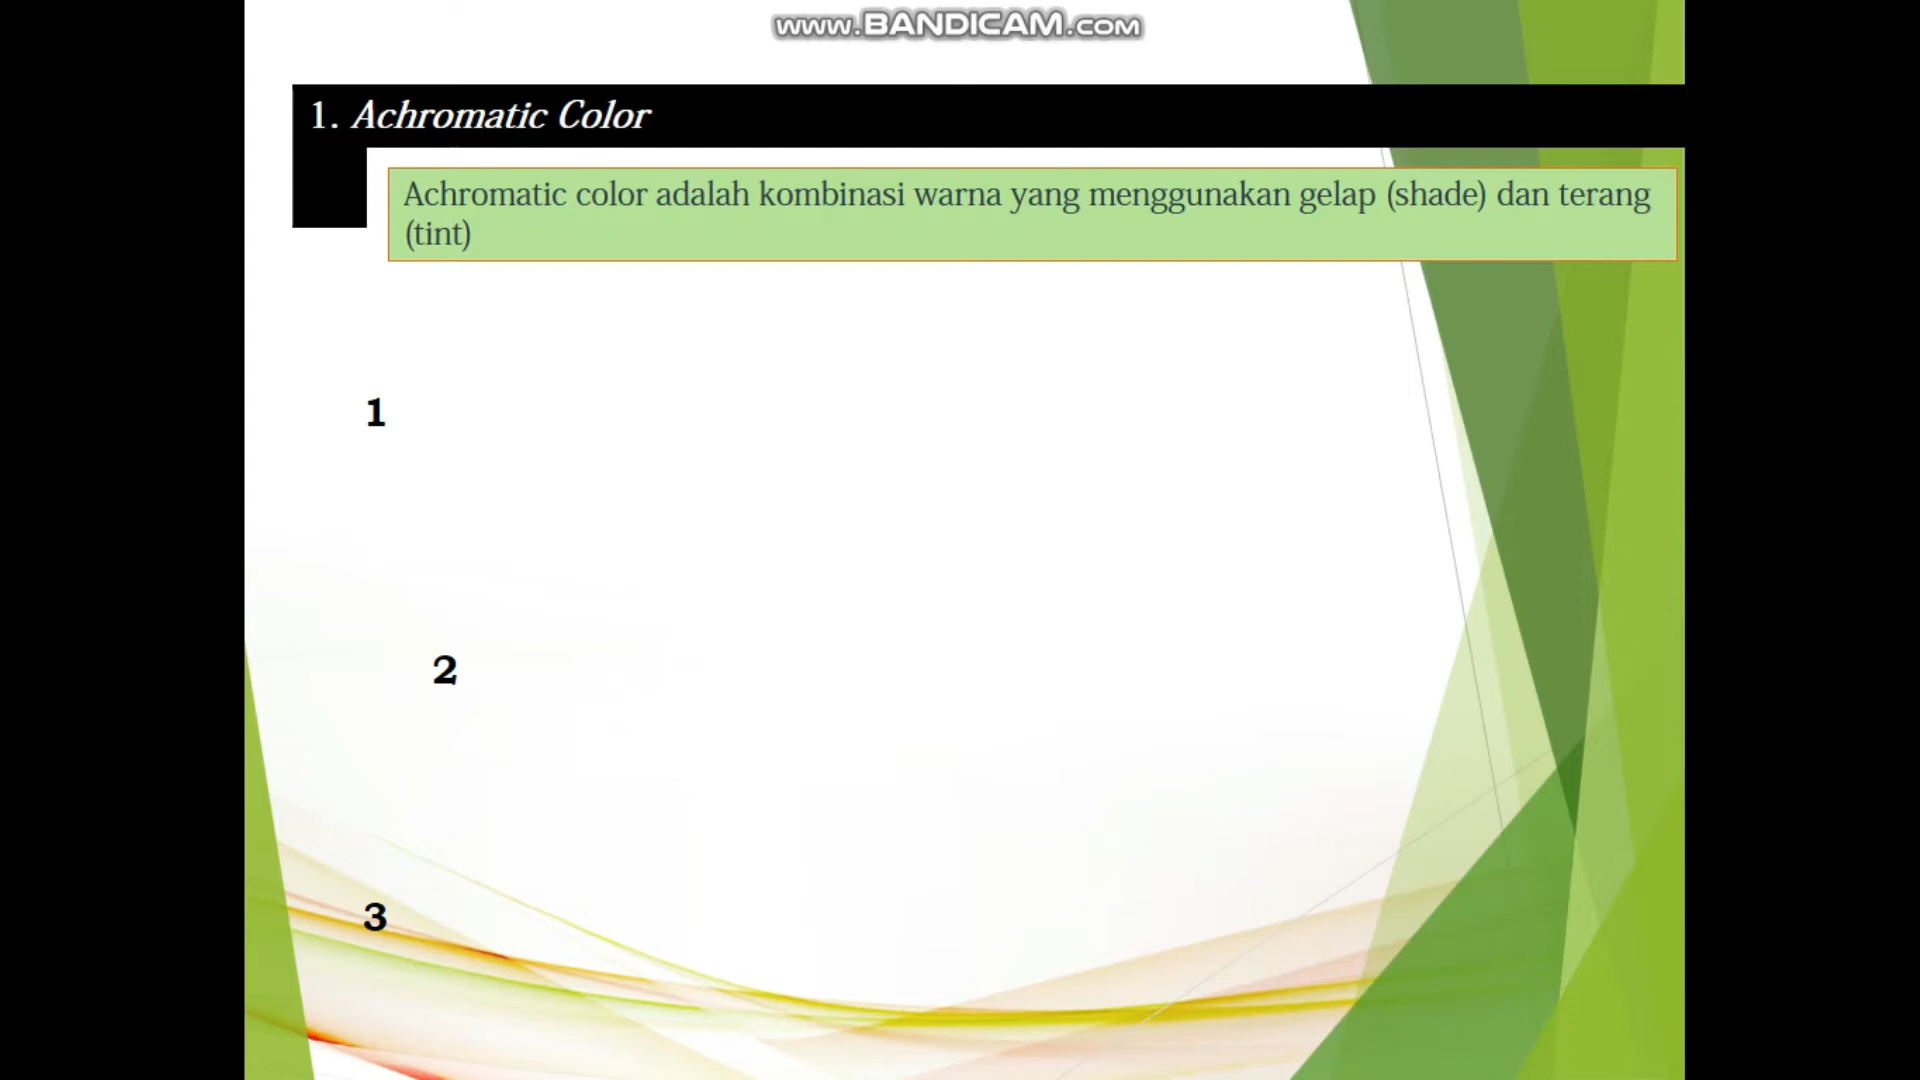 www.BANDICAM.com
1. Achromatic Color
Achromatic color adalah kombinasi warna yang menggunakan gelap (shade) dan terang
(tint)
1
2
3